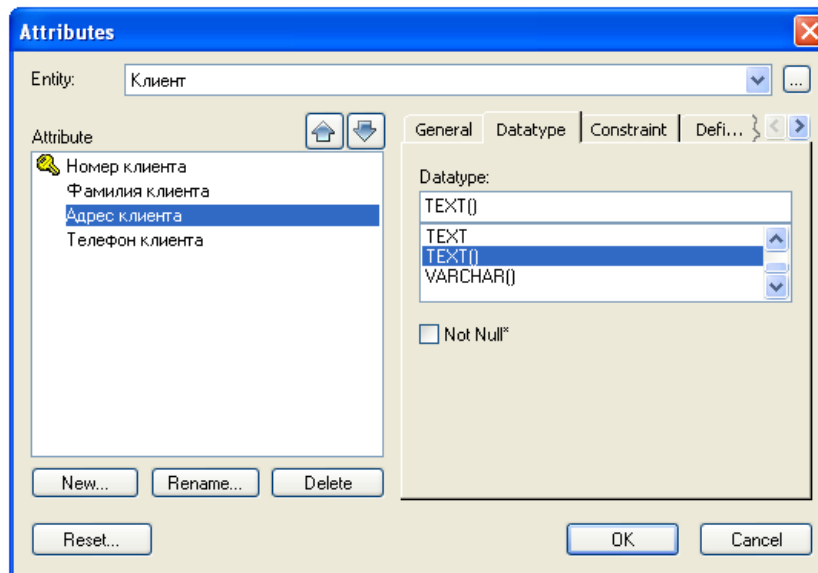 Attributes
Entity: Клиент ...
Attribute
Номер клиента
Фамилия клиента
Адрес клиента
Телефон клиента
New... Rename... Delete
General Datatype Constraint Defi...
Datatype:
TEXT()
TEXT
TEXT()
VARCHAR()
Not Null*
Reset... OK Cancel